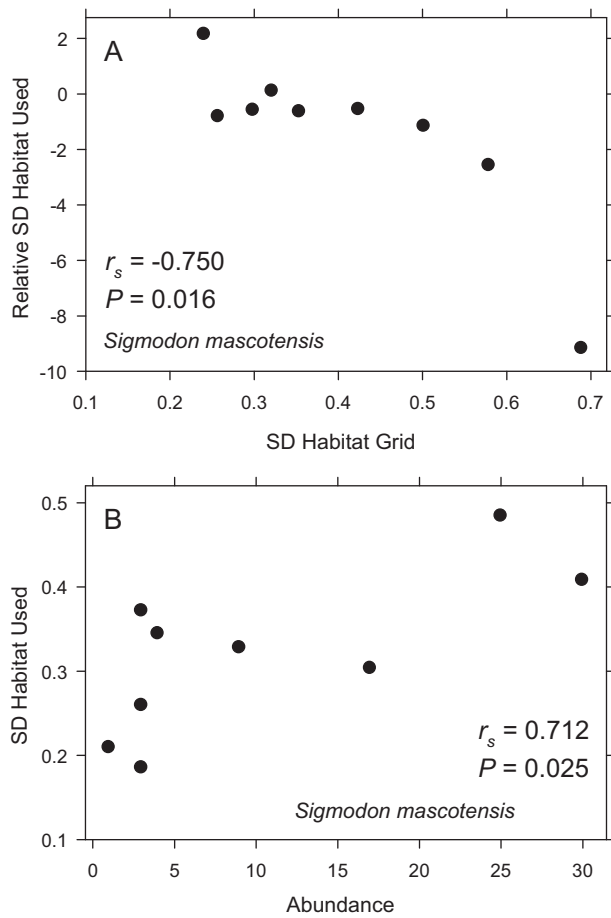 A
2
0
-2
-4
-6
-8
-10
Relative SD Habitat Used
r_s = -0.750
P = 0.016
Sigmodon mascotensis
0.1 0.2 0.3 0.4 0.5 0.6 0.7
SD Habitat Grid
B
0.5
0.4
0.3
0.2
0.1
SD Habitat Used
r_s = 0.712
P = 0.025
Sigmodon mascotensis
0 5 10 15 20 25 30
Abundance